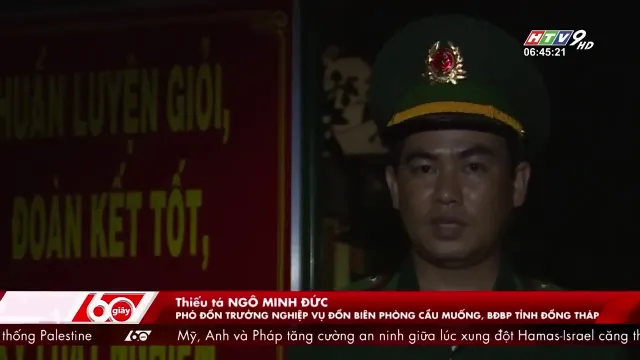 HTV9 HD
06:45:21
HUẤN LUYỆN GIỎI,
ĐOÀN KẾT TỐT,
60 giây
Thiếu tá NGÔ MINH ĐỨC
PHÓ ĐỒN TRƯỞNG NGHIỆP VỤ ĐỒN BIÊN PHÒNG CẦU MUỐNG, BĐBP TỈNH ĐỒNG THÁP
thống Palestine 60s Mỹ, Anh và Pháp tăng cường an ninh giữa lúc xung đột Hamas-Israel căng th